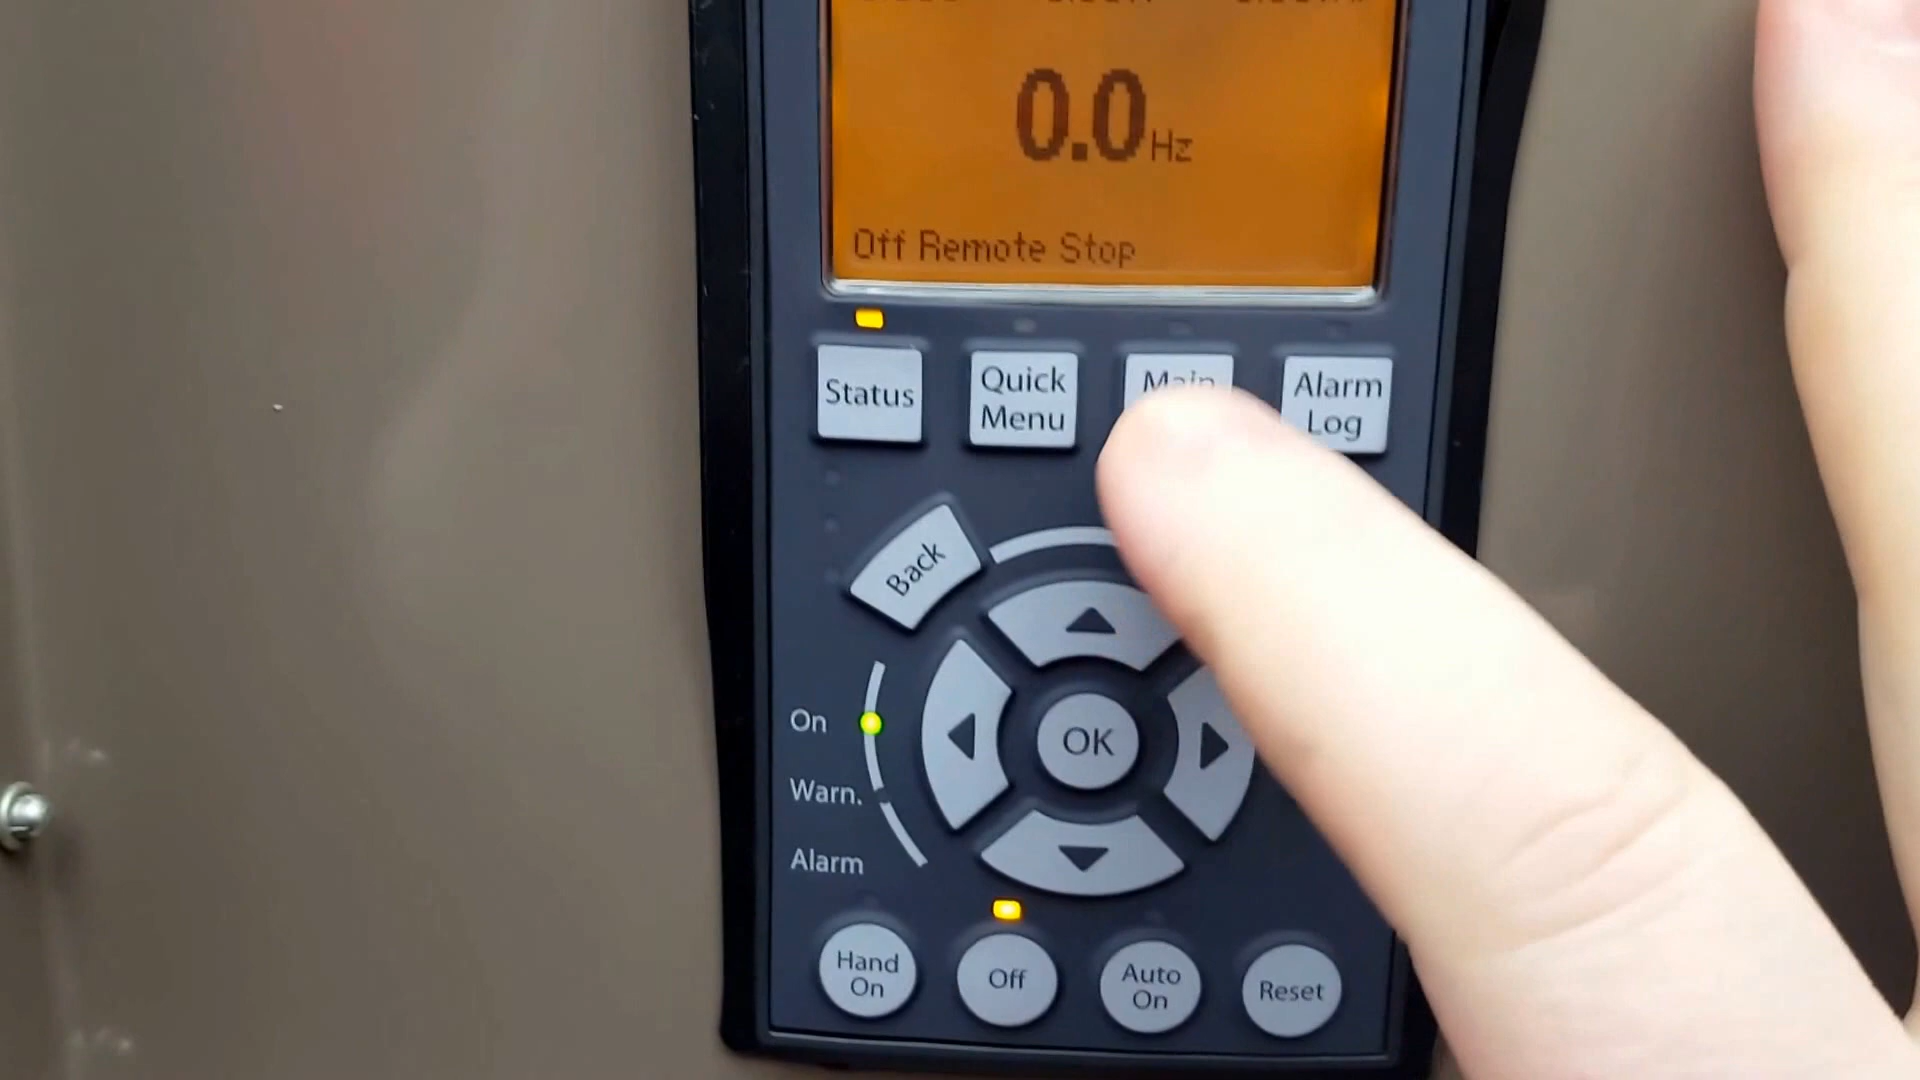 0.0 Hz
Off Remote Stop
Status
Quick
Menu
Main
Alarm
Log
Back
OK
On
Warn.
Alarm
Hand
On
Off
Auto
On
Reset